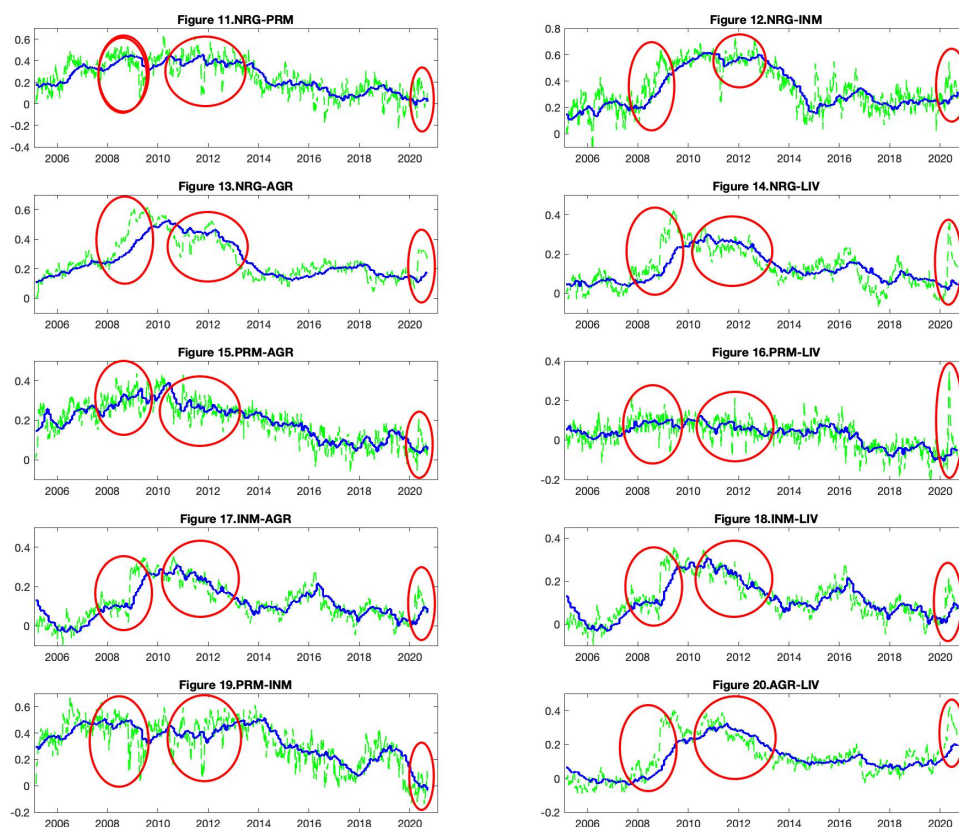 Figure 11.NRG-PRM
0.6
0.4
0.2
0
-0.2
-0.4
2006 2008 2010 2012 2014 2016 2018 2020
Figure 12.NRG-INM
0.8
0.6
0.4
0.2
0
2006 2008 2010 2012 2014 2016 2018 2020
Figure 13.NRG-AGR
0.6
0.4
0.2
0
2006 2008 2010 2012 2014 2016 2018 2020
Figure 14.NRG-LIV
0.4
0.2
0
2006 2008 2010 2012 2014 2016 2018 2020
Figure 15.PRM-AGR
0.4
0.2
0
2006 2008 2010 2012 2014 2016 2018 2020
Figure 16.PRM-LIV
0.4
0.2
0
-0.2
2006 2008 2010 2012 2014 2016 2018 2020
Figure 17.INM-AGR
0.4
0.2
0
2006 2008 2010 2012 2014 2016 2018 2020
Figure 18.INM-LIV
0.4
0.2
0
2006 2008 2010 2012 2014 2016 2018 2020
Figure 19.PRM-INM
0.6
0.4
0.2
0
-0.2
2006 2008 2010 2012 2014 2016 2018 2020
Figure 20.AGR-LIV
0.4
0.2
0
-0.2
2006 2008 2010 2012 2014 2016 2018 2020